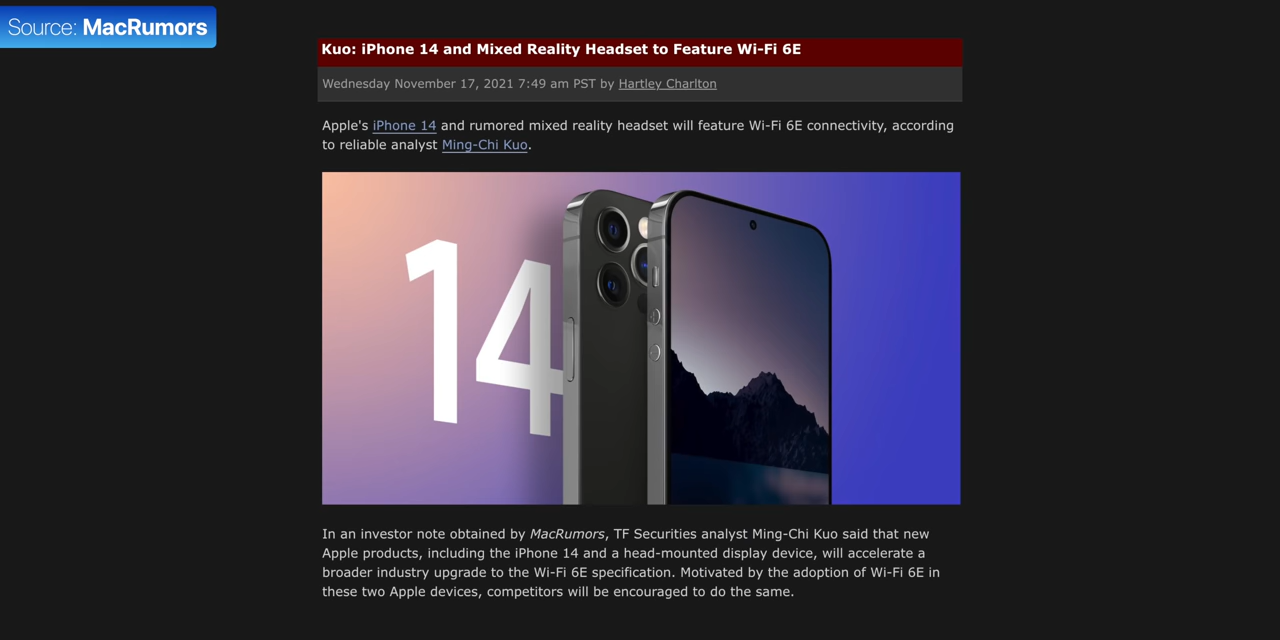 Source: MacRumors
Kuo: iPhone 14 and Mixed Reality Headset to Feature Wi-Fi 6E
Wednesday November 17, 2021 7:49 am PST by Hartley Charlton
Apple's iPhone 14 and rumored mixed reality headset will feature Wi-Fi 6E connectivity, according
to reliable analyst Ming-Chi Kuo.
14
In an investor note obtained by MacRumors, TF Securities analyst Ming-Chi Kuo said that new
Apple products, including the iPhone 14 and a head-mounted display device, will accelerate a
broader industry upgrade to the Wi-Fi 6E specification. Motivated by the adoption of Wi-Fi 6E in
these two Apple devices, competitors will be encouraged to do the same.